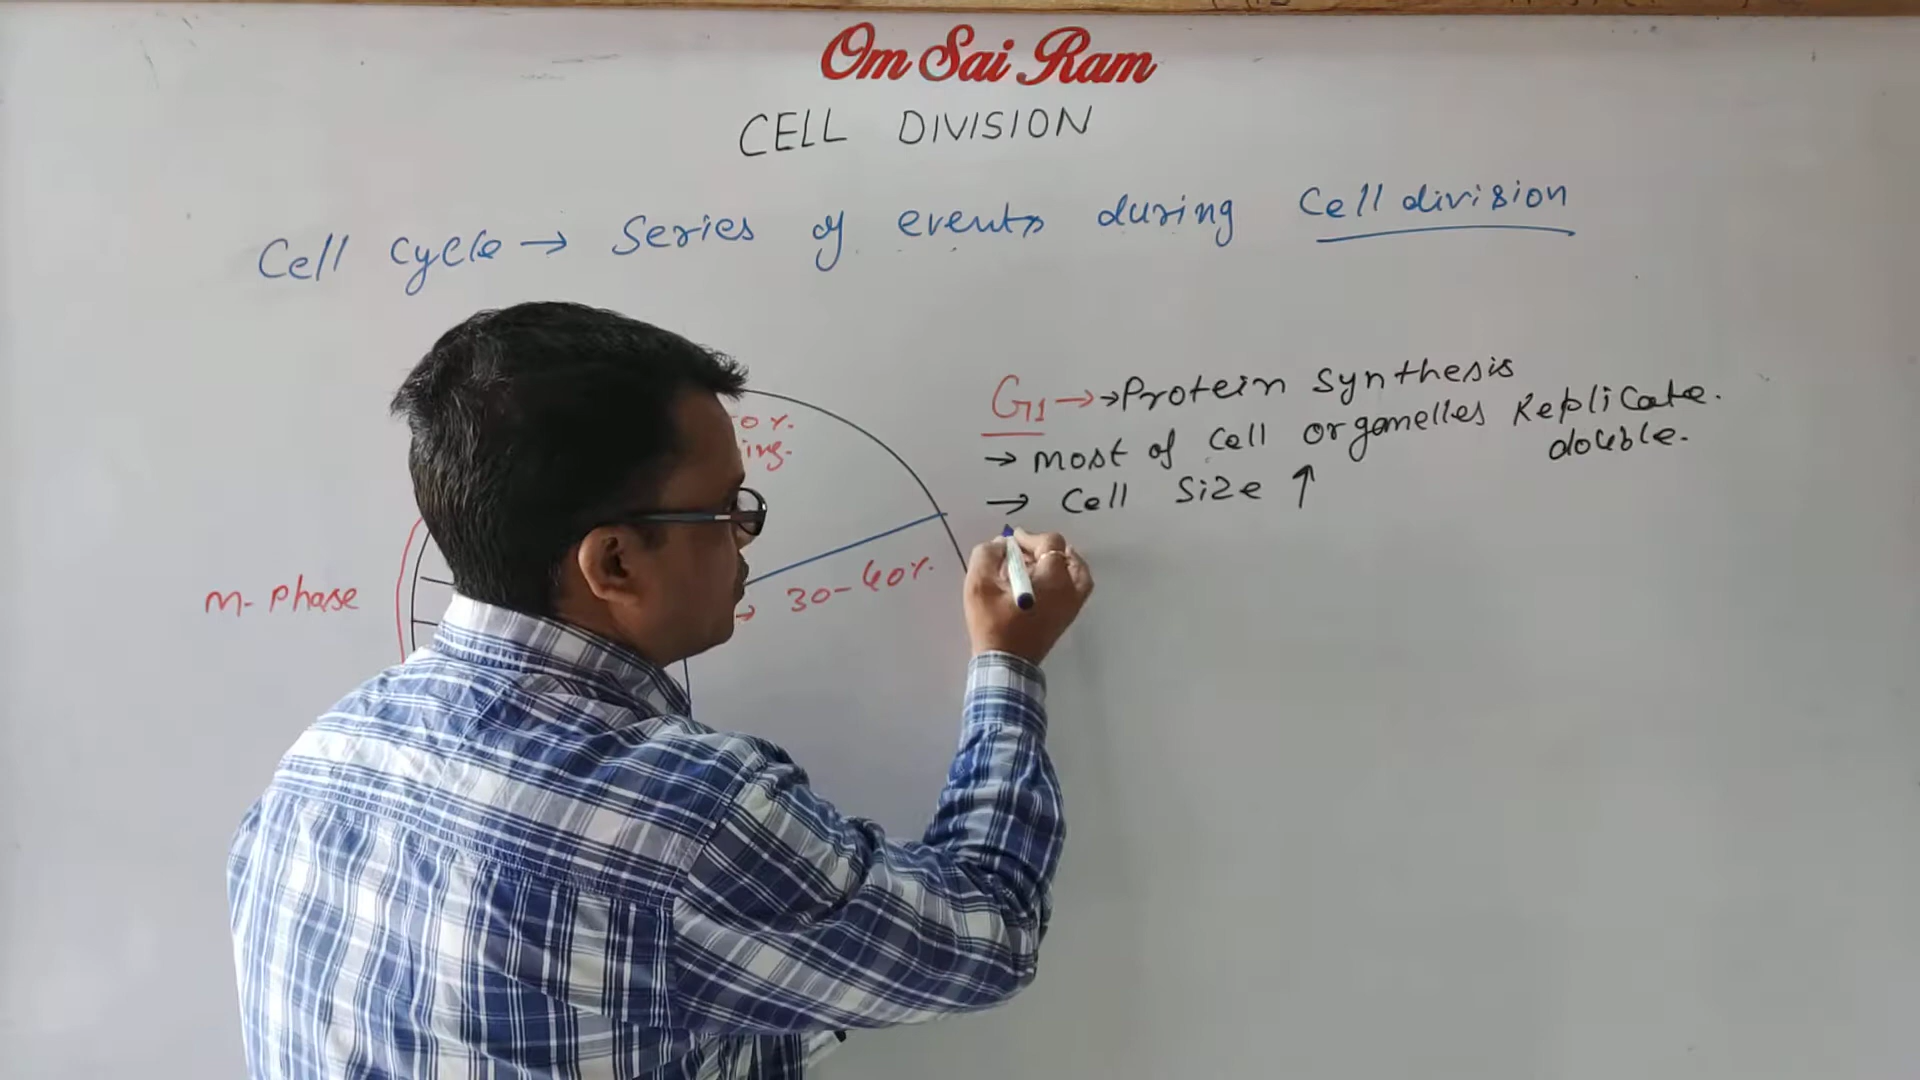 Om Sai Ram
CELL DIVISION
Cell cycle → Series of events during Cell division
G1 → → Protein synthesis
→ most of cell organelles Replicate.
double.
→ Cell Size ↑
30-40%.
M-Phase